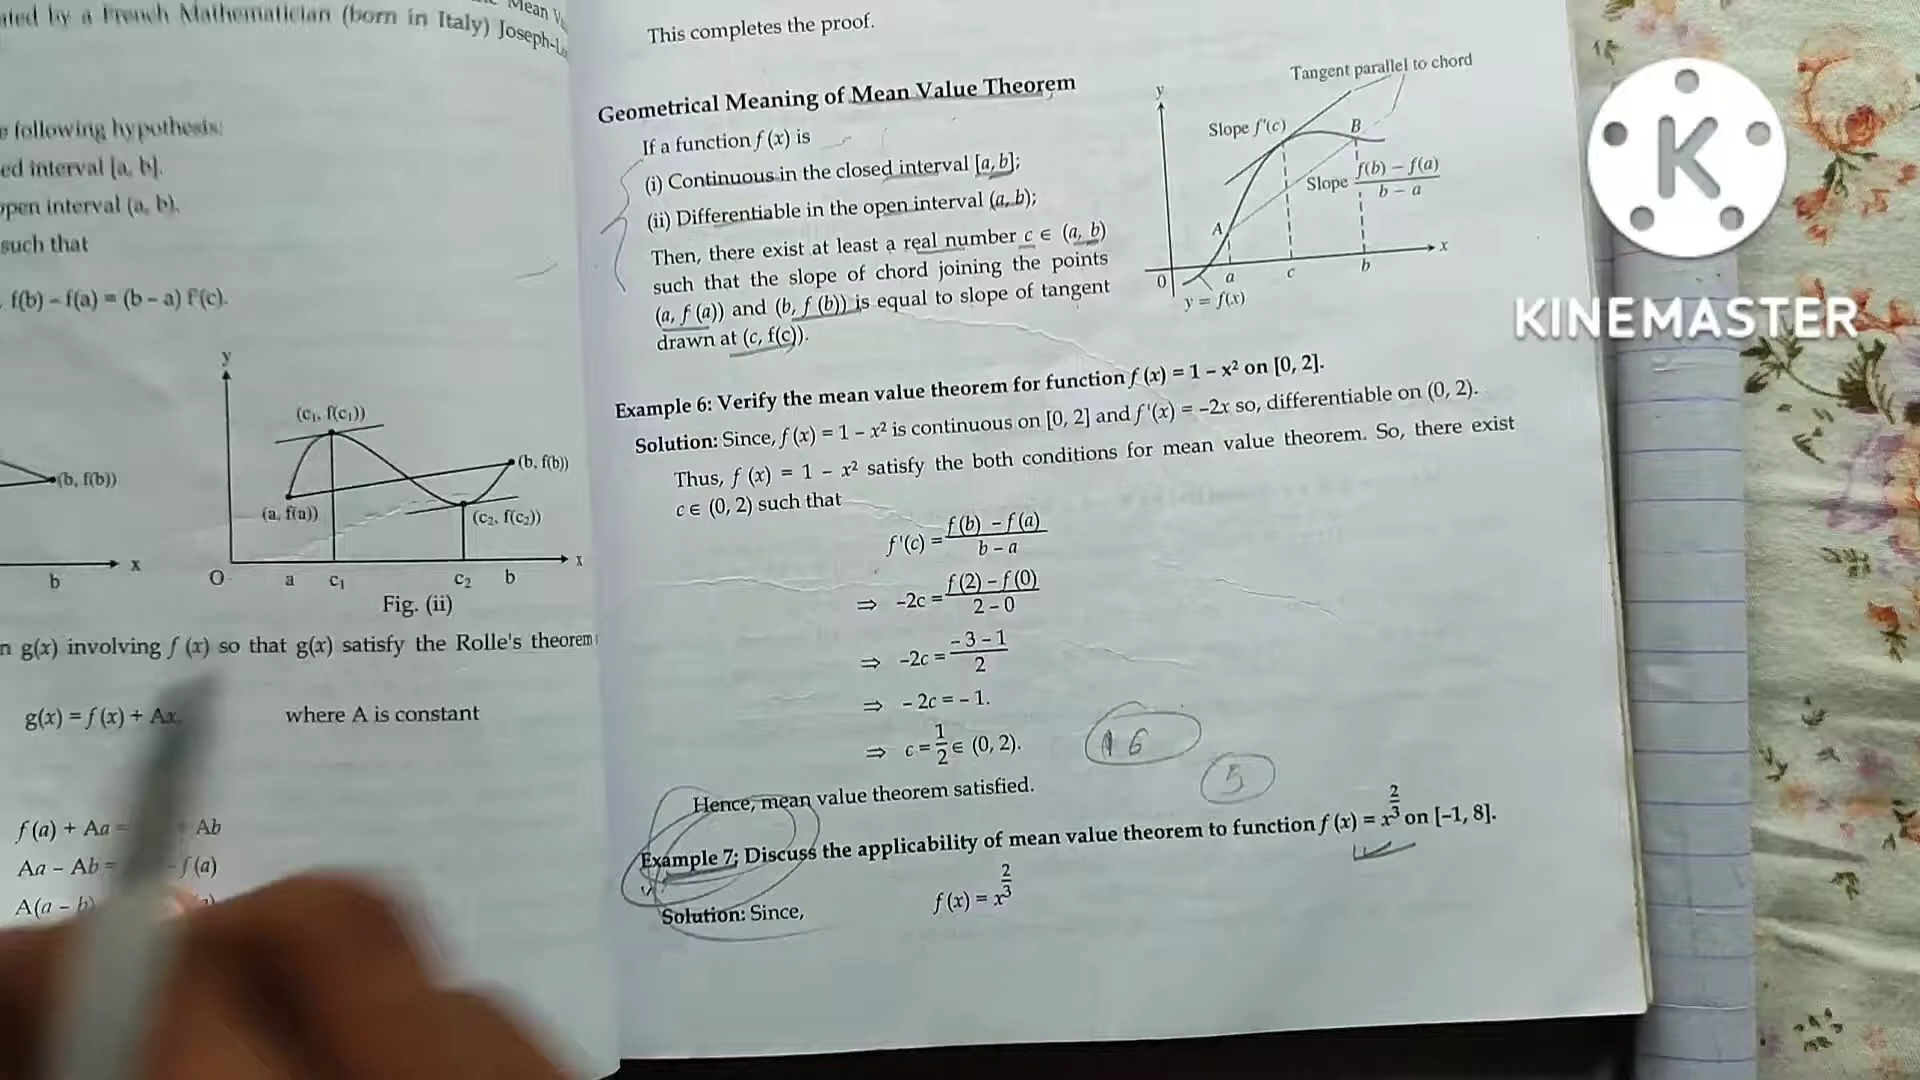 ated by a French Mathematician (born in Italy) Joseph-
Mean
following hypothesis:
ed interval [a, b].
open interval (a, b).
such that
f(b) – f(a) = (b – a) f'(c).
(b, f(b))
b
x
y
(c₁, f(c₁))
(b, f(b))
(a, f(a))
(c₂, f(c₂))
x
O a c₁ c₂ b
Fig. (ii)
n g(x) involving f (x) so that g(x) satisfy the Rolle's theorem
g(x) = f (x) + Ax, where A is constant
f (a) + Aa = Ab
Aa – Ab = – f (a)
A(a – b)
This completes the proof.
Geometrical Meaning of Mean Value Theorem
If a function f (x) is
(i) Continuous in the closed interval [a, b];
(ii) Differentiable in the open interval (a, b);
Then, there exist at least a real number c ∈ (a, b)
such that the slope of chord joining the points
(a, f (a)) and (b, f (b)) is equal to slope of tangent
drawn at (c, f(c)).
Tangent parallel to chord
y
Slope f'(c)
B
Slope f(b) – f(a) / b – a
A
x
0 a c b
y = f(x)
KINEMASTER
Example 6: Verify the mean value theorem for function f (x) = 1 – x² on [0, 2].
Solution: Since, f (x) = 1 – x² is continuous on [0, 2] and f '(x) = –2x so, differentiable on (0, 2).
Thus, f (x) = 1 – x² satisfy the both conditions for mean value theorem. So, there exist
c ∈ (0, 2) such that
f '(c) = f (b) – f (a) / b – a
⇒ -2c = f (2) – f (0) / 2 – 0
⇒ -2c = – 3 – 1 / 2
⇒ – 2c = – 1.
⇒ c = 1/2 ∈ (0, 2).
6
5
Hence, mean value theorem satisfied.
Example 7: Discuss the applicability of mean value theorem to function f (x) = x^(2/3) on [–1, 8].
Solution: Since, f (x) = x^(2/3)